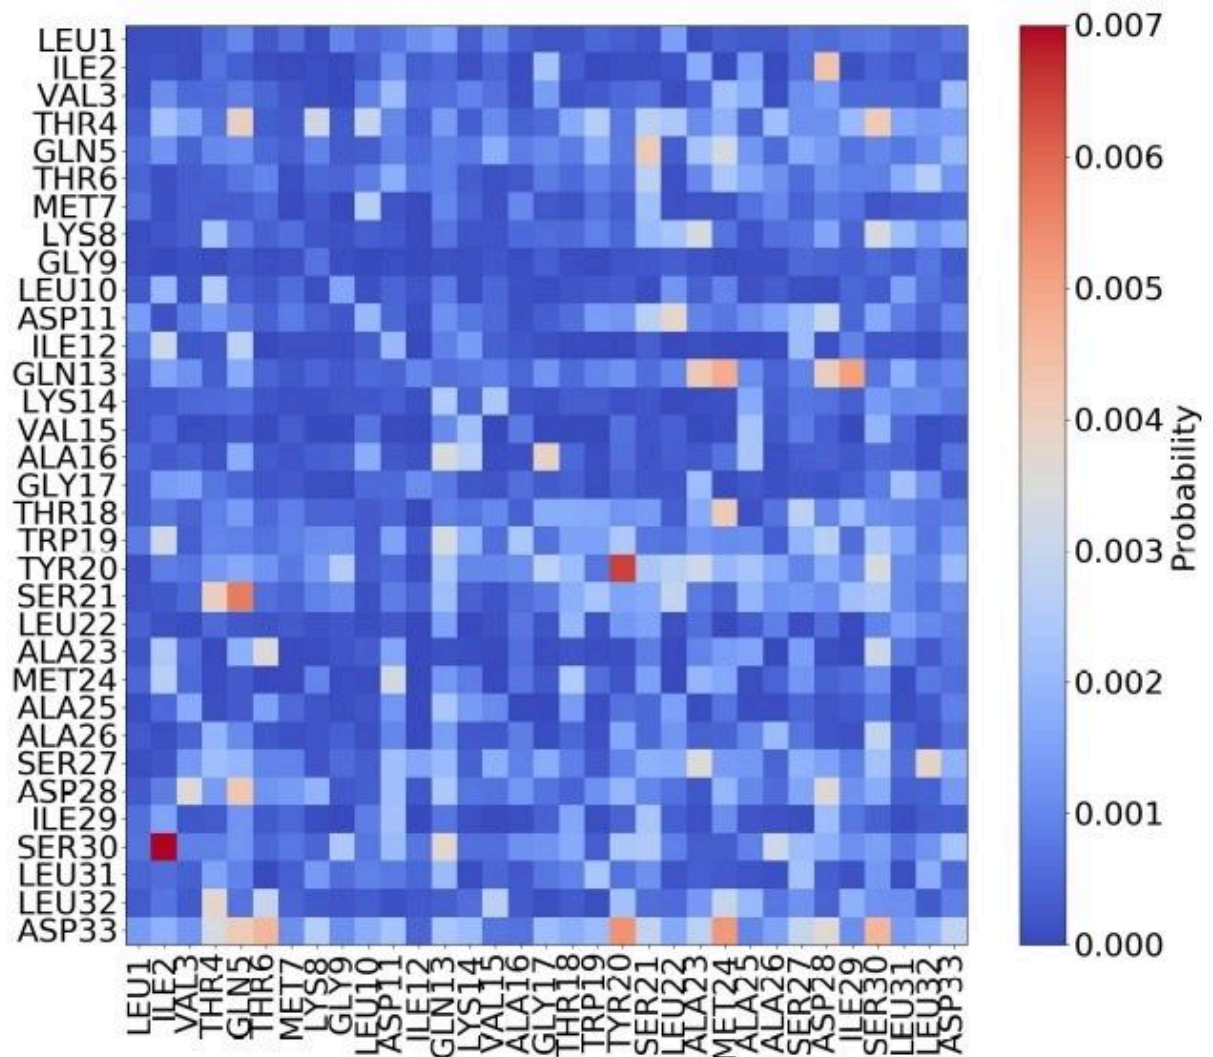 LEU1
ILE2
VAL3
THR4
GLN5
THR6
MET7
LYS8
GLY9
LEU10
ASP11
ILE12
GLN13
LYS14
VAL15
ALA16
GLY17
THR18
TRP19
TYR20
SER21
LEU22
ALA23
MET24
ALA25
ALA26
SER27
ASP28
ILE29
SER30
LEU31
LEU32
ASP33
LEU1
ILE2
VAL3
THR4
GLN5
THR6
MET7
LYS8
GLY9
LEU10
ASP11
ILE12
GLN13
LYS14
VAL15
ALA16
GLY17
THR18
TRP19
TYR20
SER21
LEU22
ALA23
MET24
ALA25
ALA26
SER27
ASP28
ILE29
SER30
LEU31
LEU32
ASP33
0.007
0.006
0.005
0.004
0.003
0.002
0.001
0.000
Probability